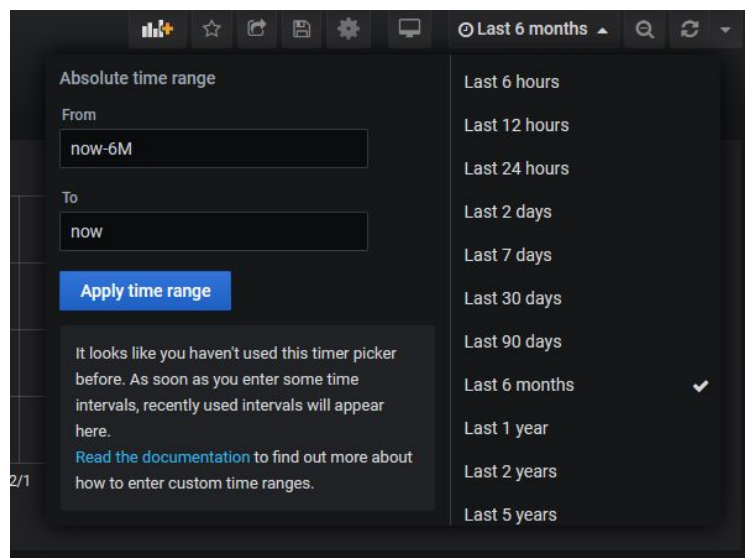 Last 6 months
Absolute time range
From
now-6M
To
now
Apply time range
It looks like you haven't used this timer picker
before. As soon as you enter some time
intervals, recently used intervals will appear
here.
Read the documentation to find out more about
how to enter custom time ranges.
2/1
Last 6 hours
Last 12 hours
Last 24 hours
Last 2 days
Last 7 days
Last 30 days
Last 90 days
Last 6 months
Last 1 year
Last 2 years
Last 5 years